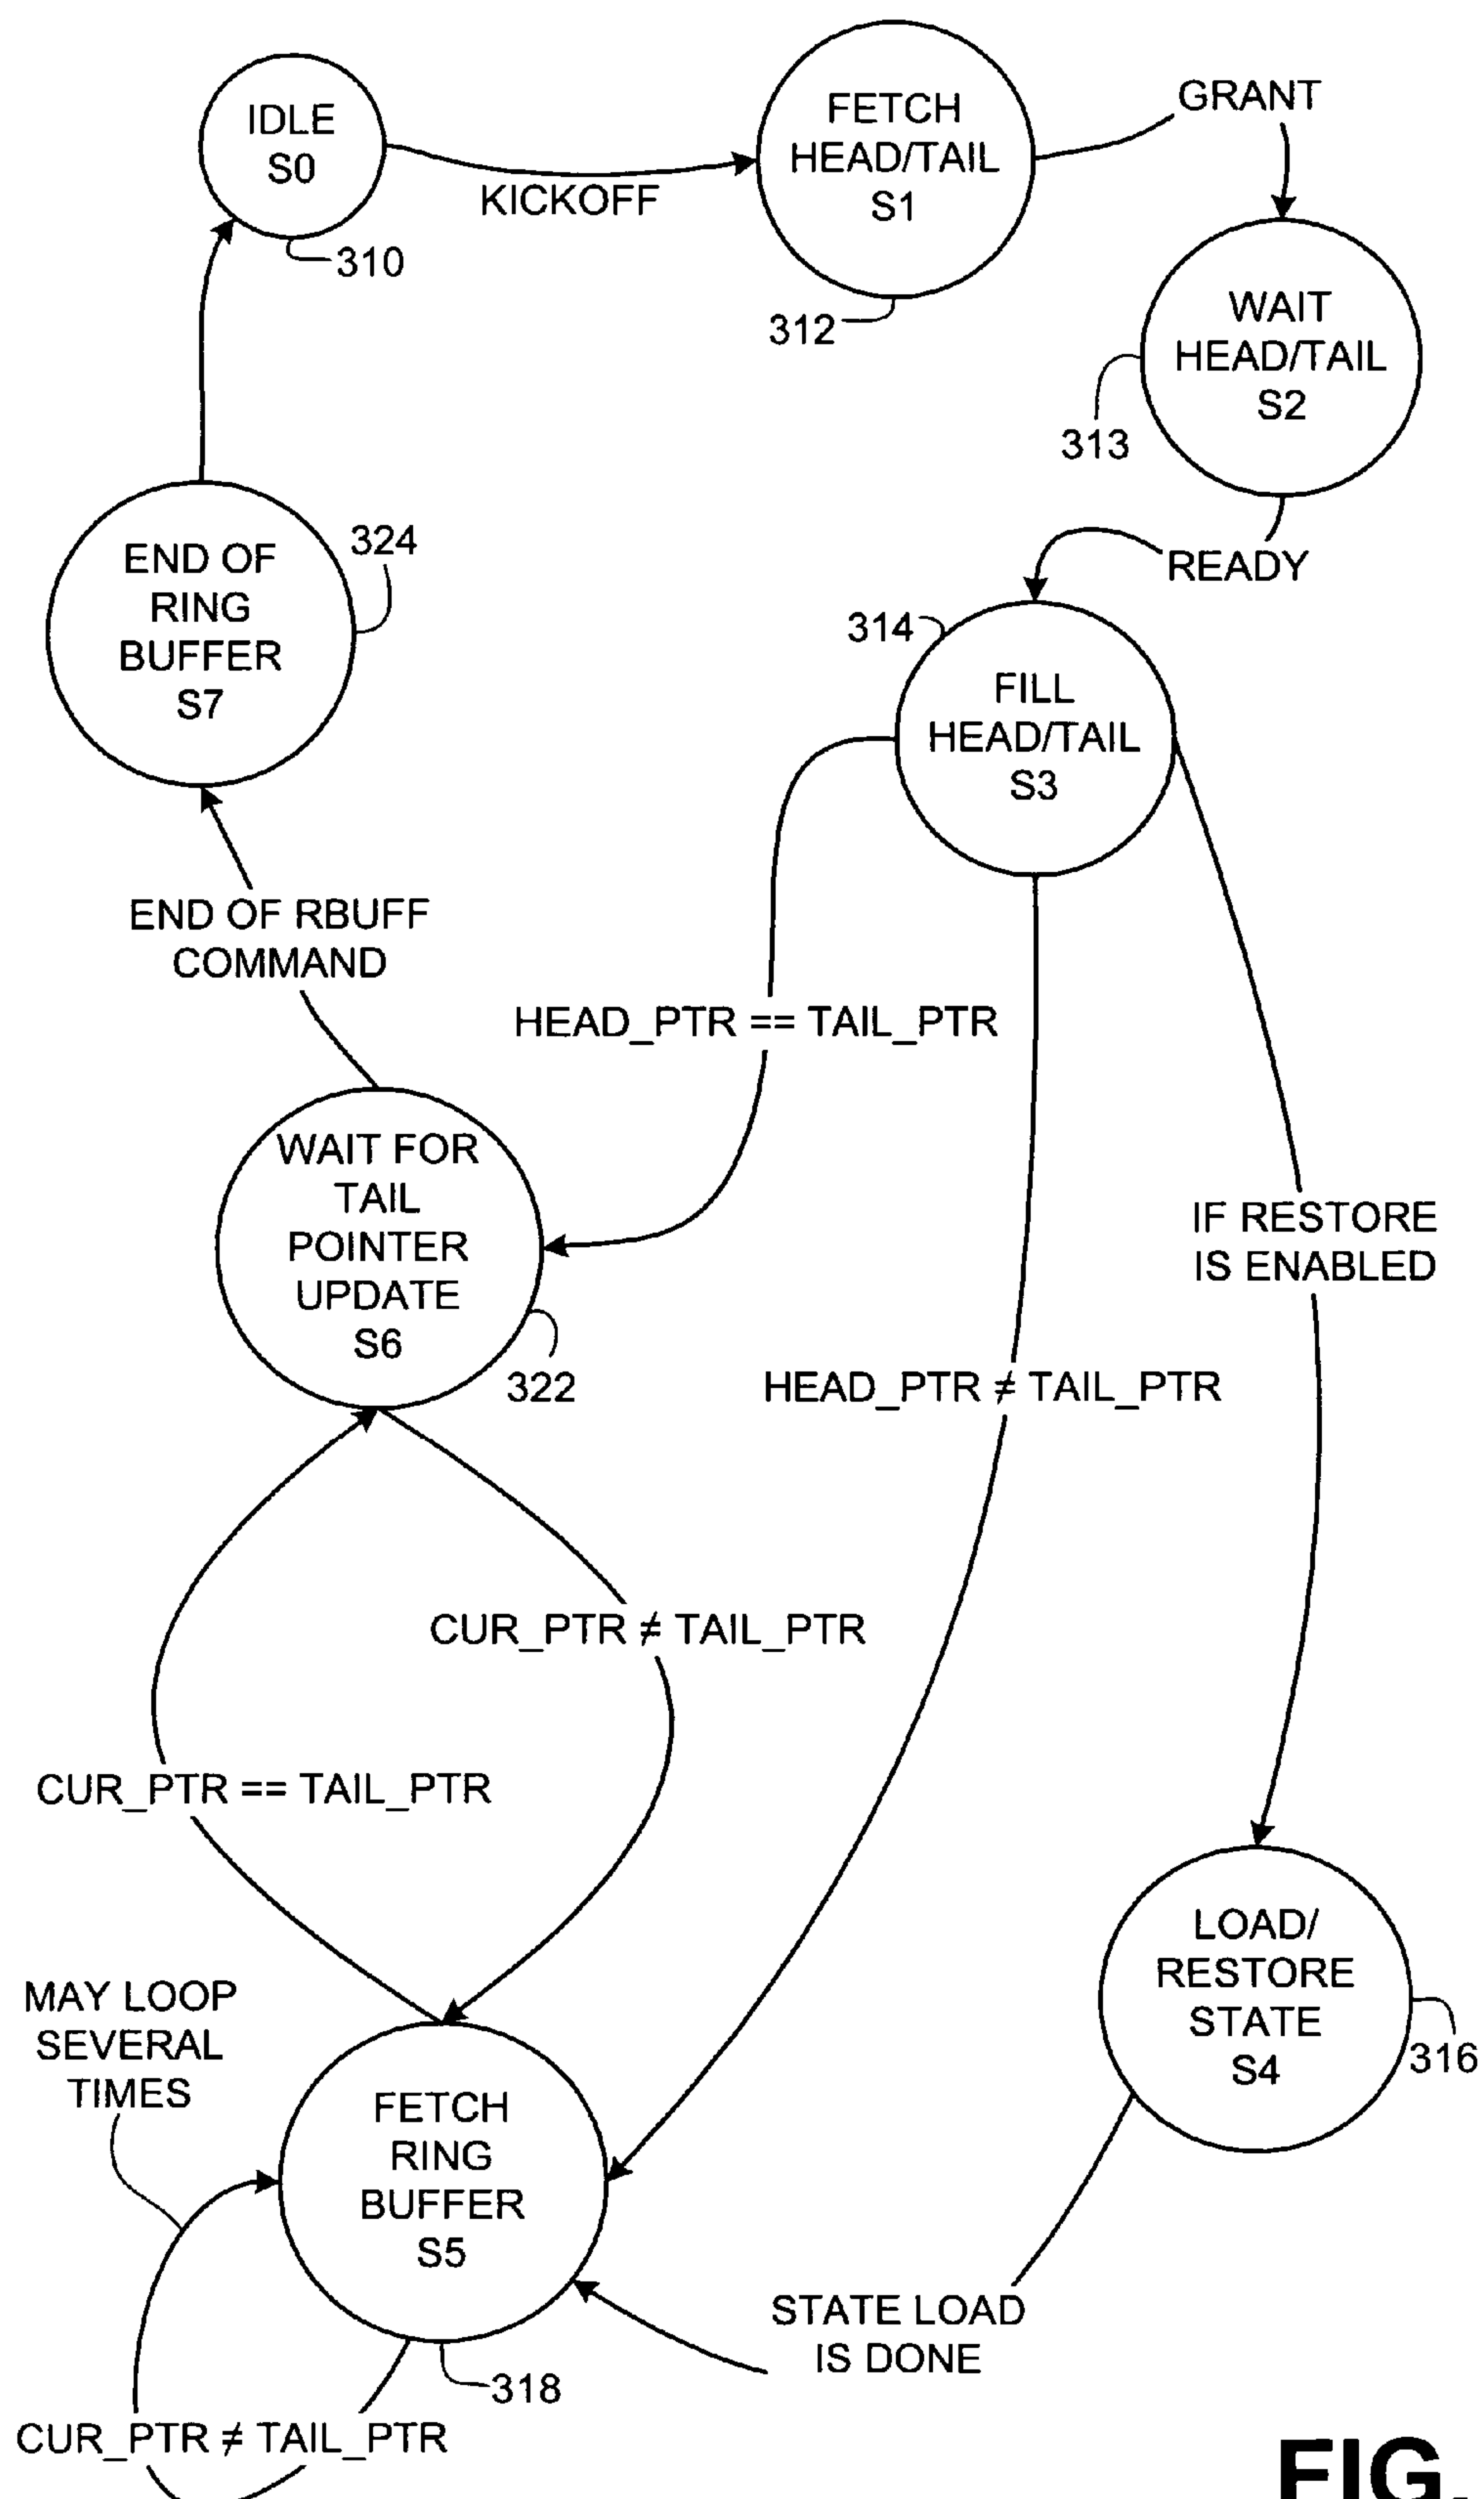 IDLE
S0
310
KICKOFF
FETCH
HEAD/TAIL
S1
312
GRANT
WAIT
HEAD/TAIL
S2
313
READY
314
FILL
HEAD/TAIL
S3
END OF
RING
BUFFER
S7
324
END OF RBUFF
COMMAND
HEAD_PTR == TAIL_PTR
WAIT FOR
TAIL
POINTER
UPDATE
S6
322
IF RESTORE
IS ENABLED
HEAD_PTR ≠ TAIL_PTR
CUR_PTR ≠ TAIL_PTR
CUR_PTR == TAIL_PTR
LOAD/
RESTORE
STATE
S4
316
MAY LOOP
SEVERAL
TIMES
FETCH
RING
BUFFER
S5
318
STATE LOAD
IS DONE
CUR_PTR ≠ TAIL_PTR
FIG.